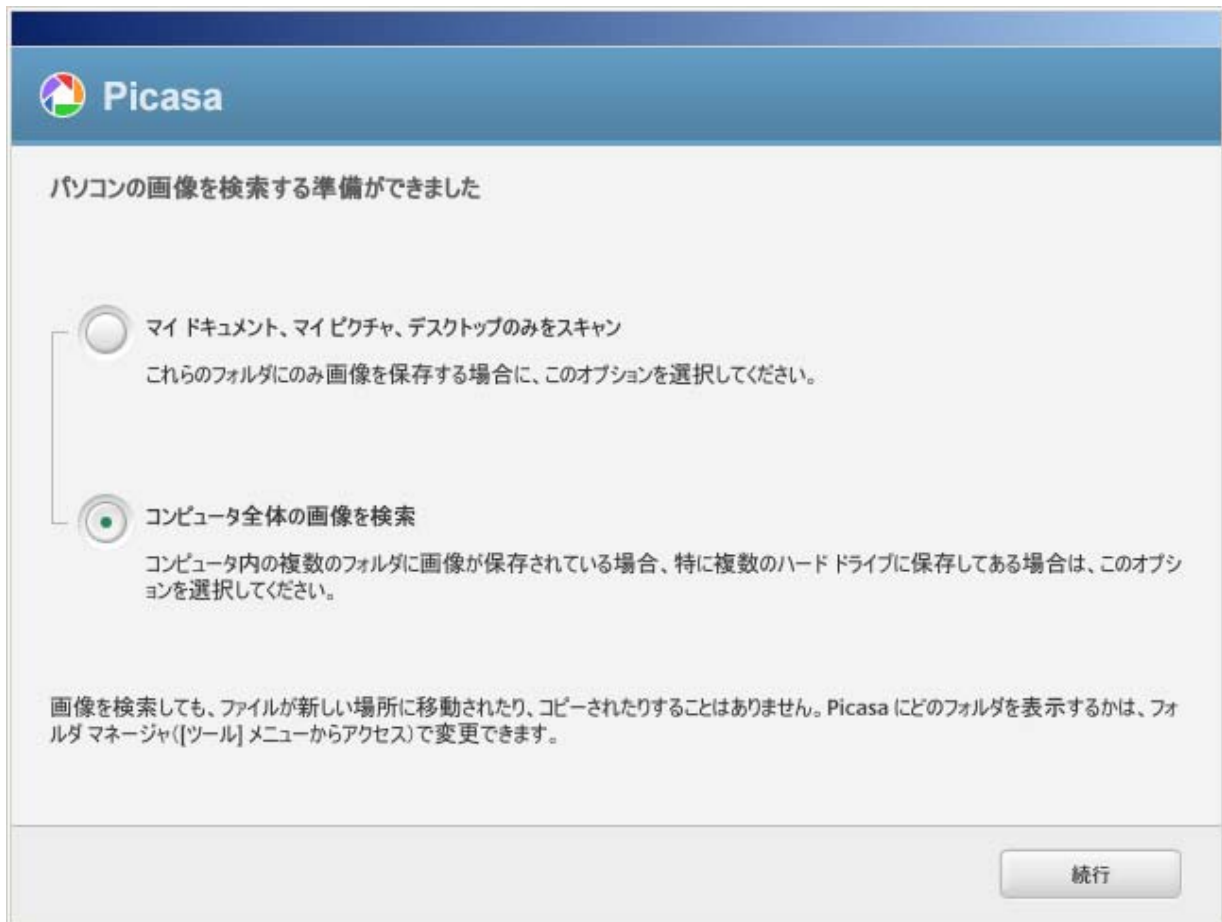 Picasa
パソコンの画像を検索する準備ができました
マイ ドキュメント、マイ ピクチャ、デスクトップのみをスキャン
これらのフォルダにのみ画像を保存する場合に、このオプションを選択してください。
コンピュータ全体の画像を検索
コンピュータ内の複数のフォルダに画像が保存されている場合、特に複数のハード ドライブに保存してある場合は、このオプシ
ョンを選択してください。
画像を検索しても、ファイルが新しい場所に移動されたり、コピーされたりすることはありません。Picasa にどのフォルダを表示するかは、フォ
ルダ マネージャ([ツール] メニューからアクセス)で変更できます。
続行